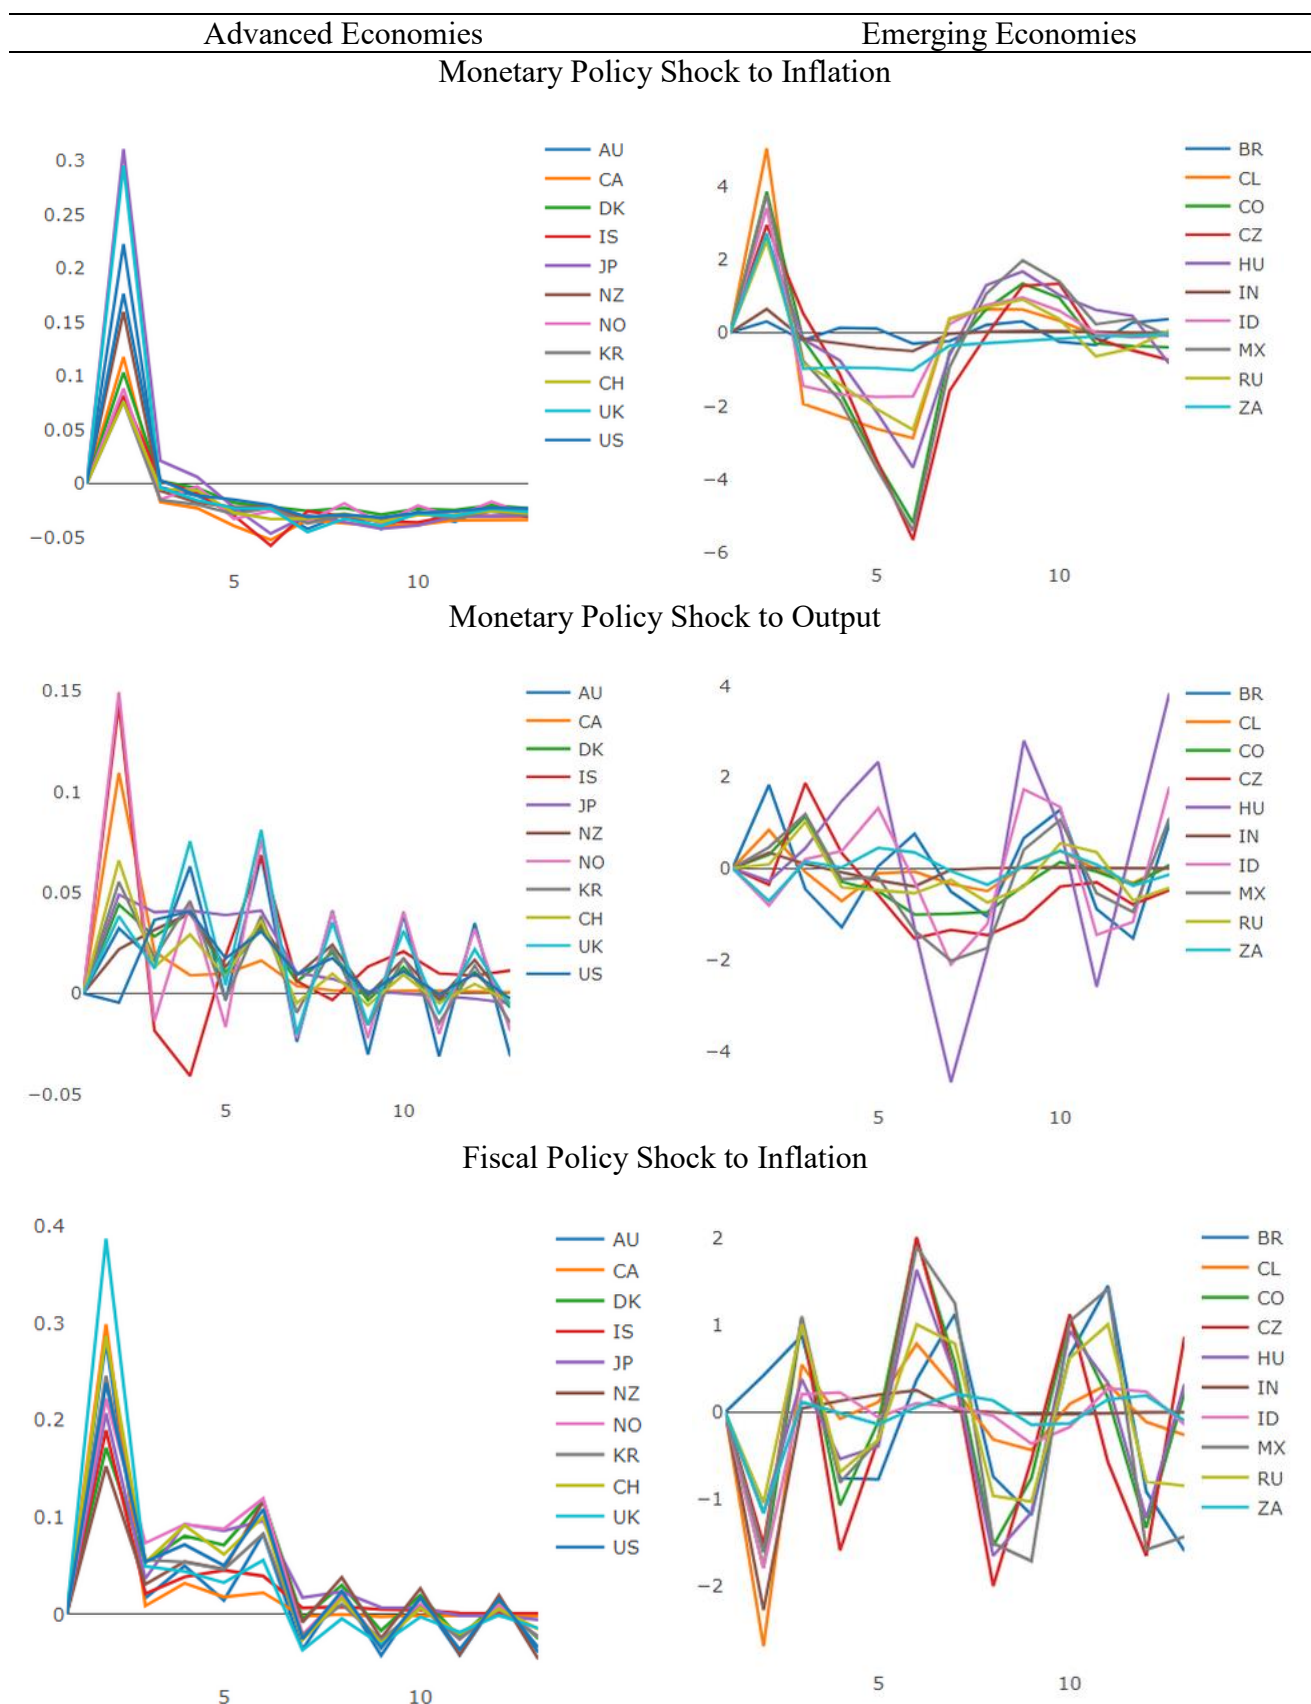 Advanced Economies Emerging Economies
Monetary Policy Shock to Inflation
0.3
0.25
0.2
0.15
0.1
0.05
0
−0.05
5 10
AU
CA
DK
IS
JP
NZ
NO
KR
CH
UK
US
4
2
0
−2
−4
−6
5 10
BR
CL
CO
CZ
HU
IN
ID
MX
RU
ZA
Monetary Policy Shock to Output
0.15
0.1
0.05
0
−0.05
5 10
AU
CA
DK
IS
JP
NZ
NO
KR
CH
UK
US
4
2
0
−2
−4
5 10
BR
CL
CO
CZ
HU
IN
ID
MX
RU
ZA
Fiscal Policy Shock to Inflation
0.4
0.3
0.2
0.1
0
5 10
AU
CA
DK
IS
JP
NZ
NO
KR
CH
UK
US
2
1
0
−1
−2
5 10
BR
CL
CO
CZ
HU
IN
ID
MX
RU
ZA